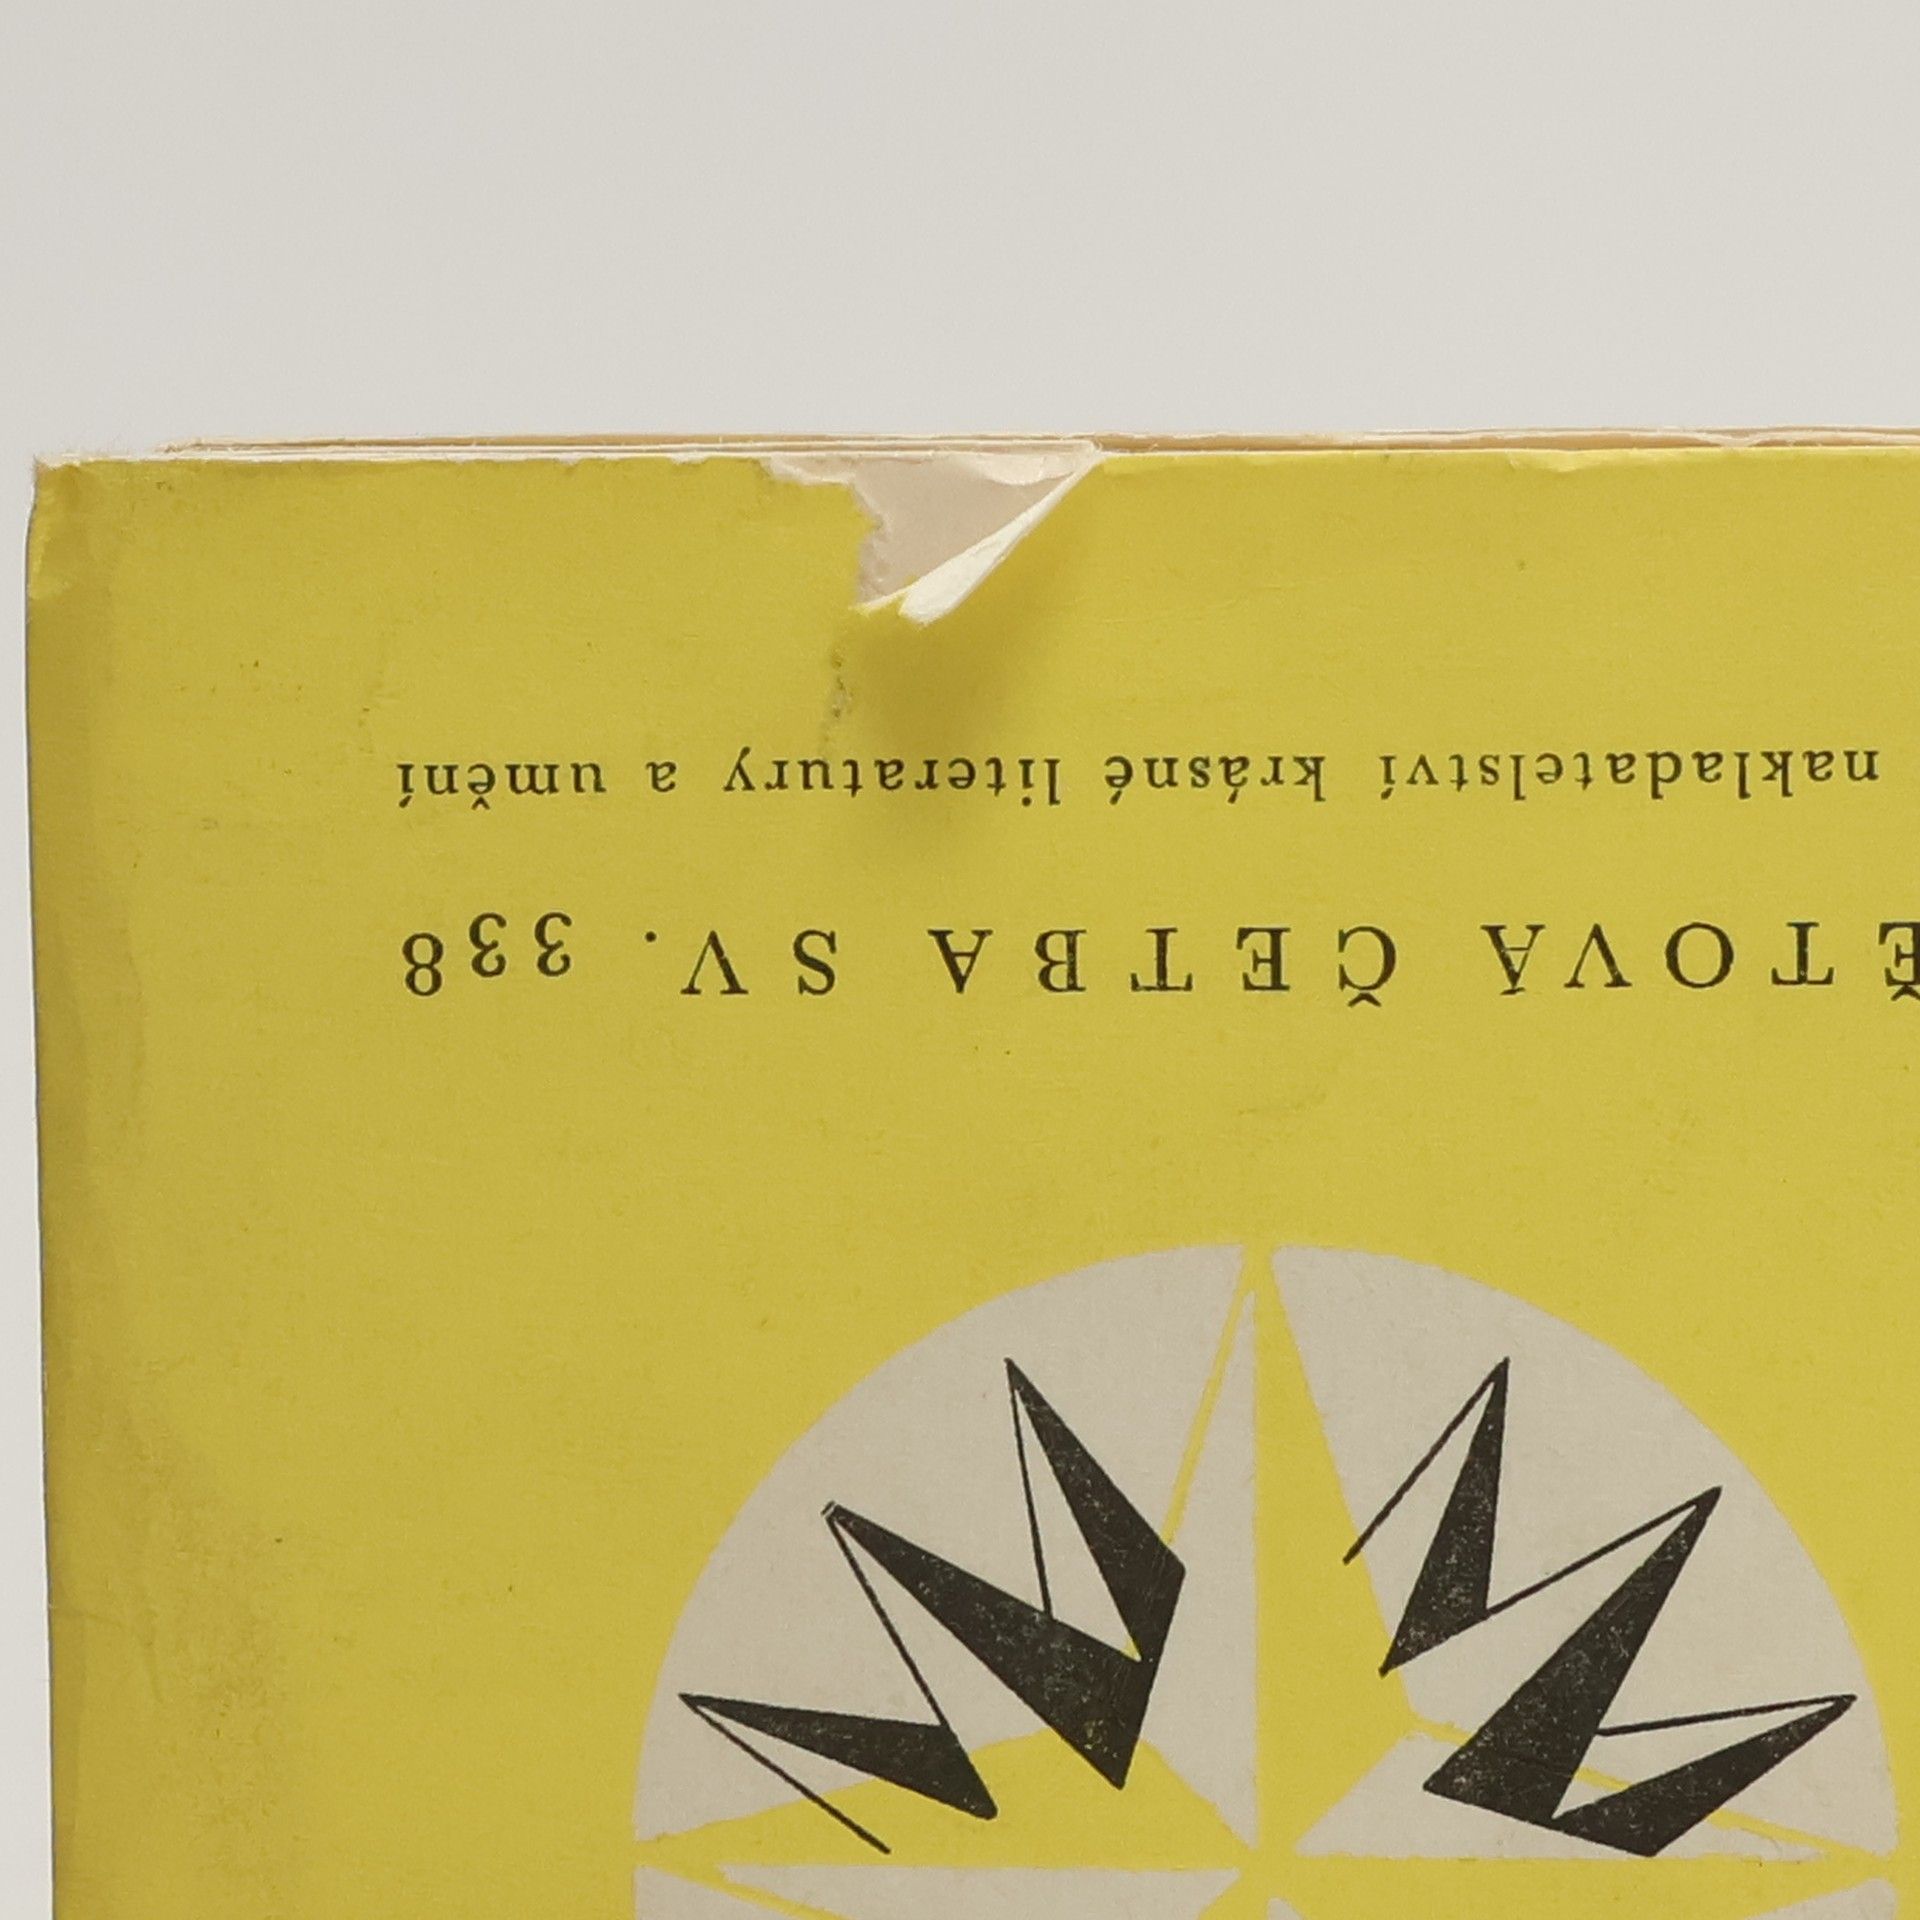 ĚTOVÁ ČETBA SV. 338
nakladatelství krásné literatury a umění